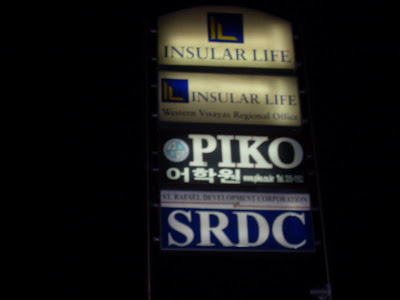 INSULAR LIFE
INSULAR LIFE
Western Visayas Regional Office
PIKO
어학원
ST. RAFAEL DEVELOPMENT CORPORATION
SRDC